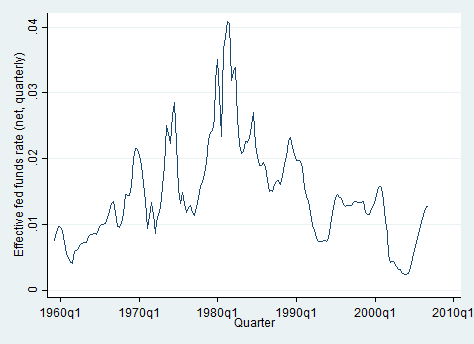 Effective fed funds rate (net, quarterly)
.04
.03
.02
.01
0
1960q1 1970q1 1980q1 1990q1 2000q1 2010q1
Quarter